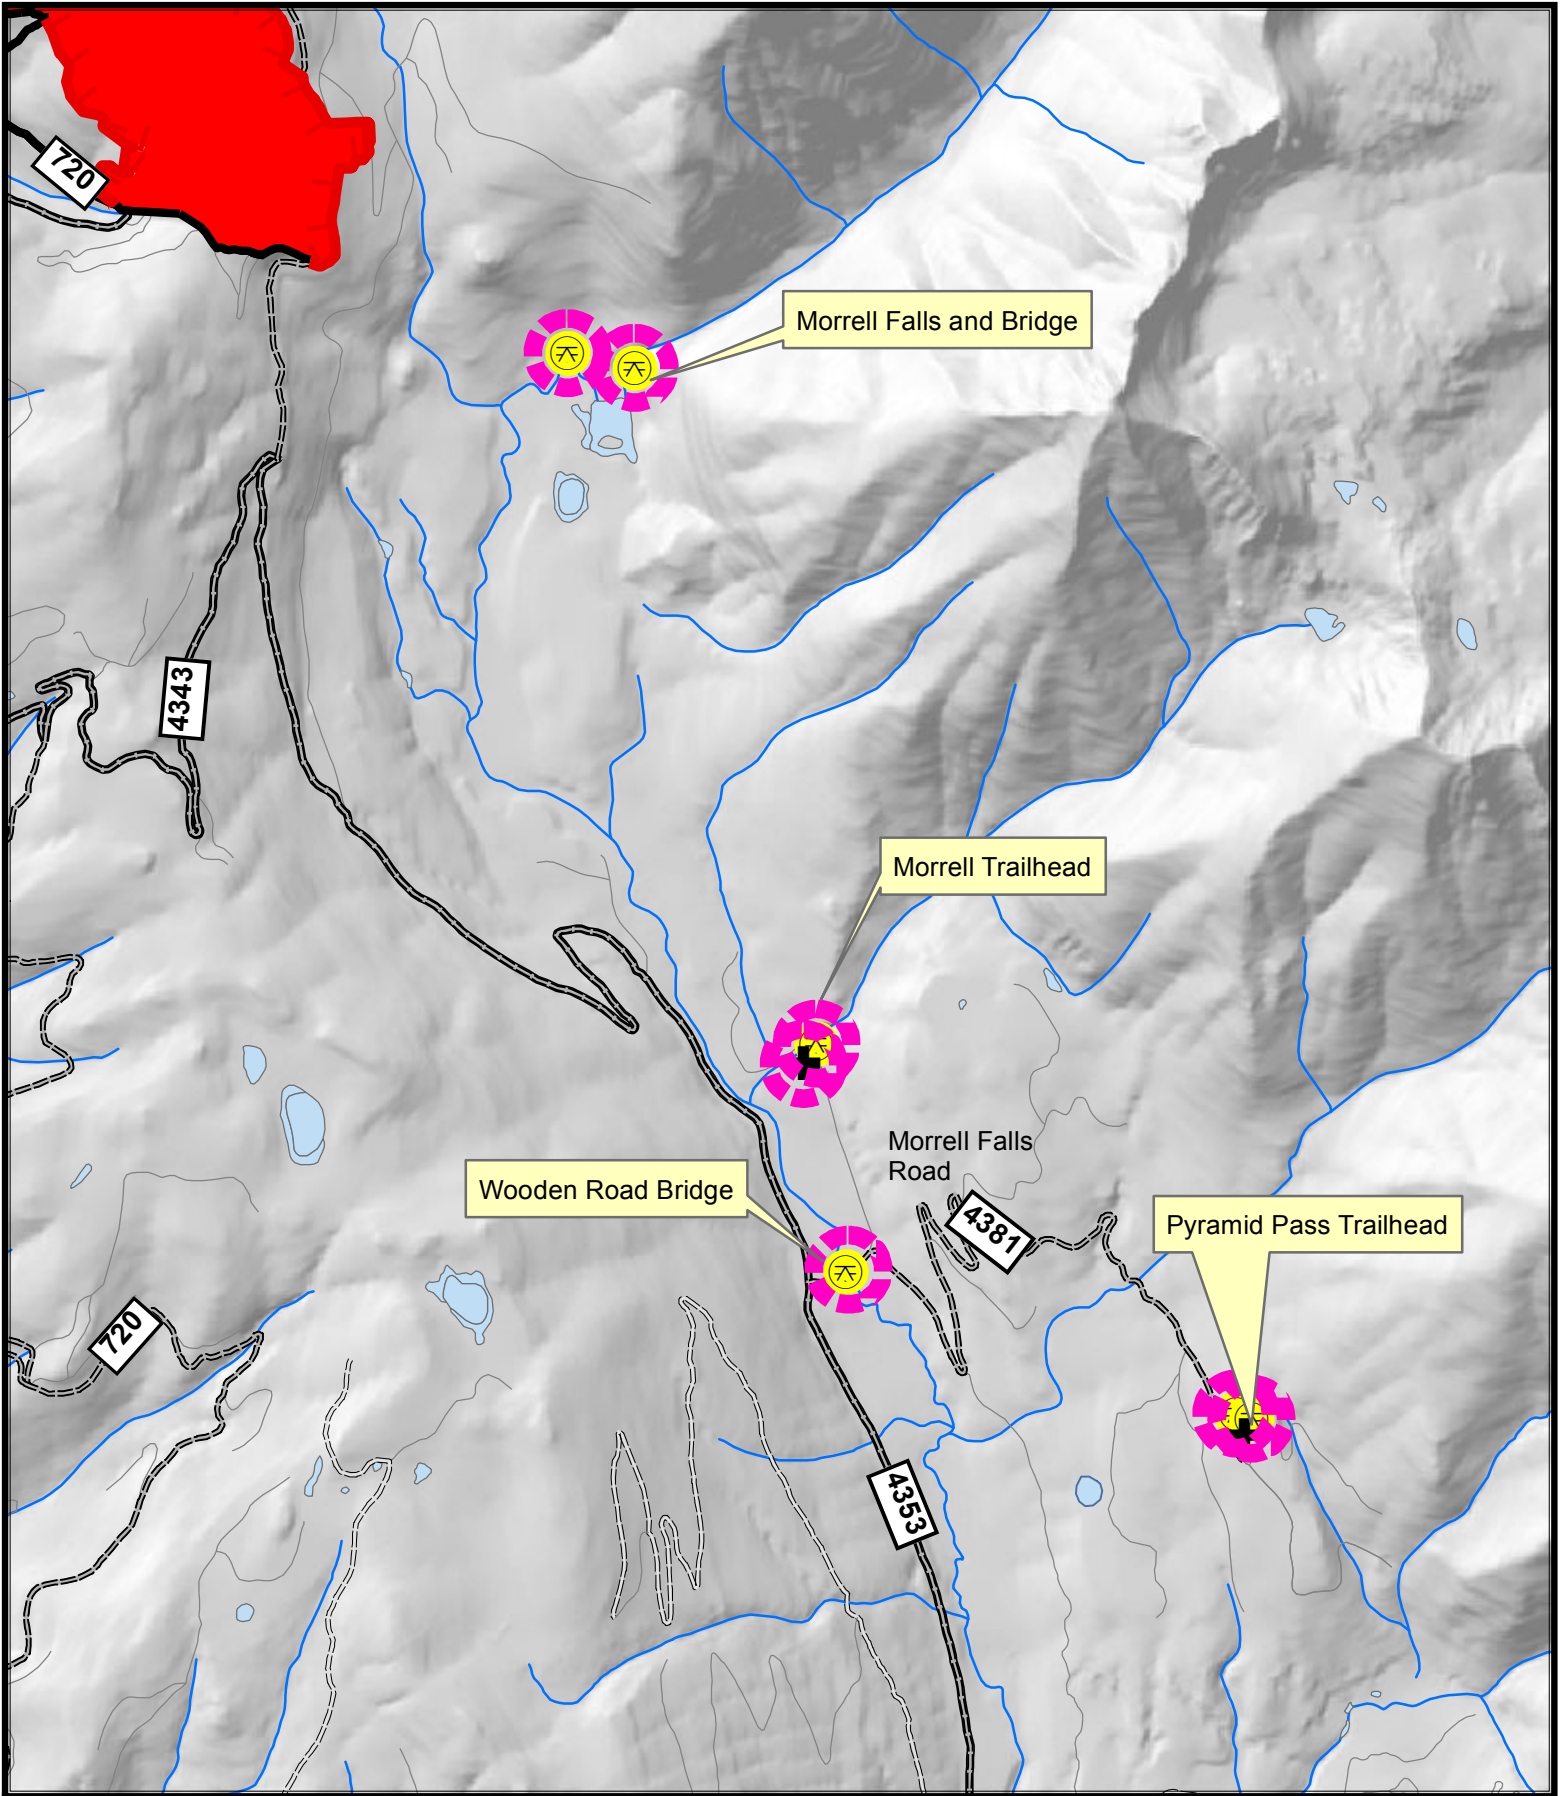 720
Morrell Falls and Bridge
4343
Morrell Trailhead
Morrell Falls
Road
Wooden Road Bridge
4381
Pyramid Pass Trailhead
720
4353